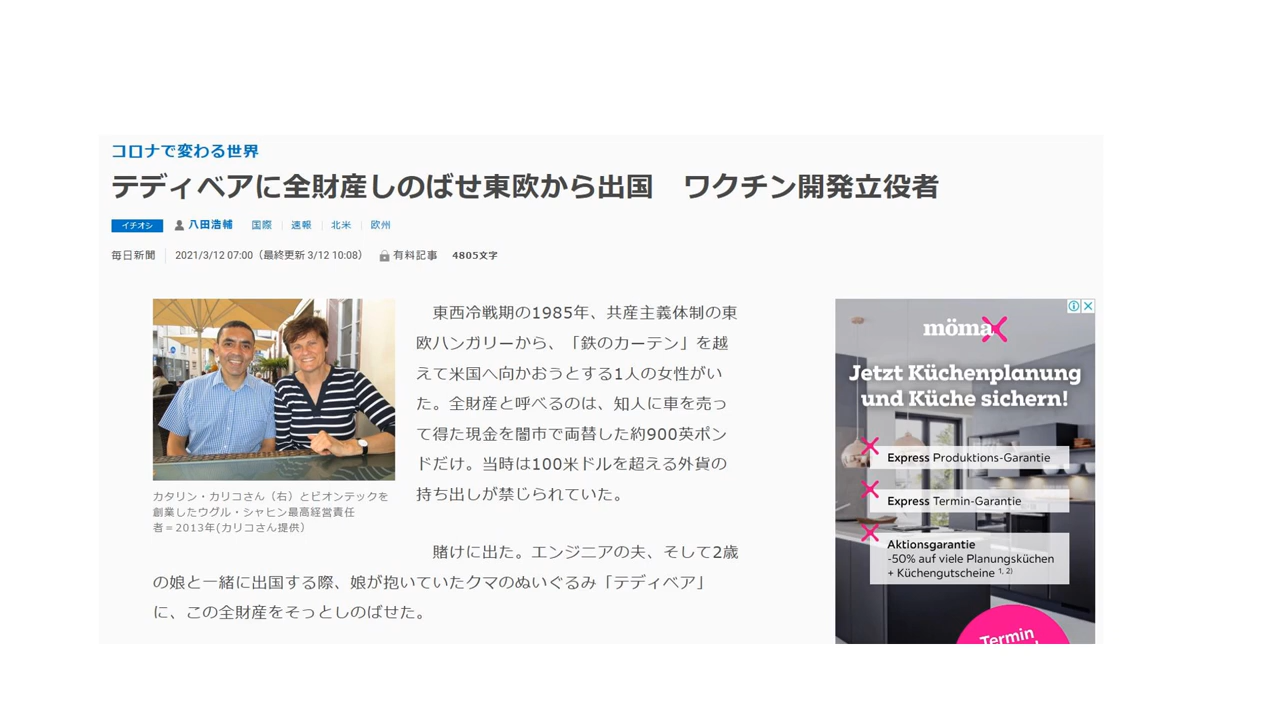 コロナで変わる世界
テディベアに全財産しのばせ東欧から出国　ワクチン開発立役者
イチオシ 八田浩輔 国際 速報 北米 欧州
毎日新聞 2021/3/12 07:00（最終更新 3/12 10:08） 有料記事 4805文字
東西冷戦期の1985年、共産主義体制の東
欧ハンガリーから、「鉄のカーテン」を越
えて米国へ向かおうとする1人の女性がい
た。全財産と呼べるのは、知人に車を売っ
て得た現金を闇市で両替した約900英ポン
ドだけ。当時は100米ドルを超える外貨の
持ち出しが禁じられていた。
カタリン・カリコさん（右）とビオンテックを
創業したウグル・シャヒン最高経営責任
者＝2013年(カリコさん提供）
賭けに出た。エンジニアの夫、そして2歳
の娘と一緒に出国する際、娘が抱いていたクマのぬいぐるみ「テディベア」
に、この全財産をそっとしのばせた。
mömax
Jetzt Küchenplanung
und Küche sichern!
Express Produktions-Garantie
Express Termin-Garantie
Aktionsgarantie
-50% auf viele Planungsküchen
+ Küchengutscheine 1, 2)
Termin